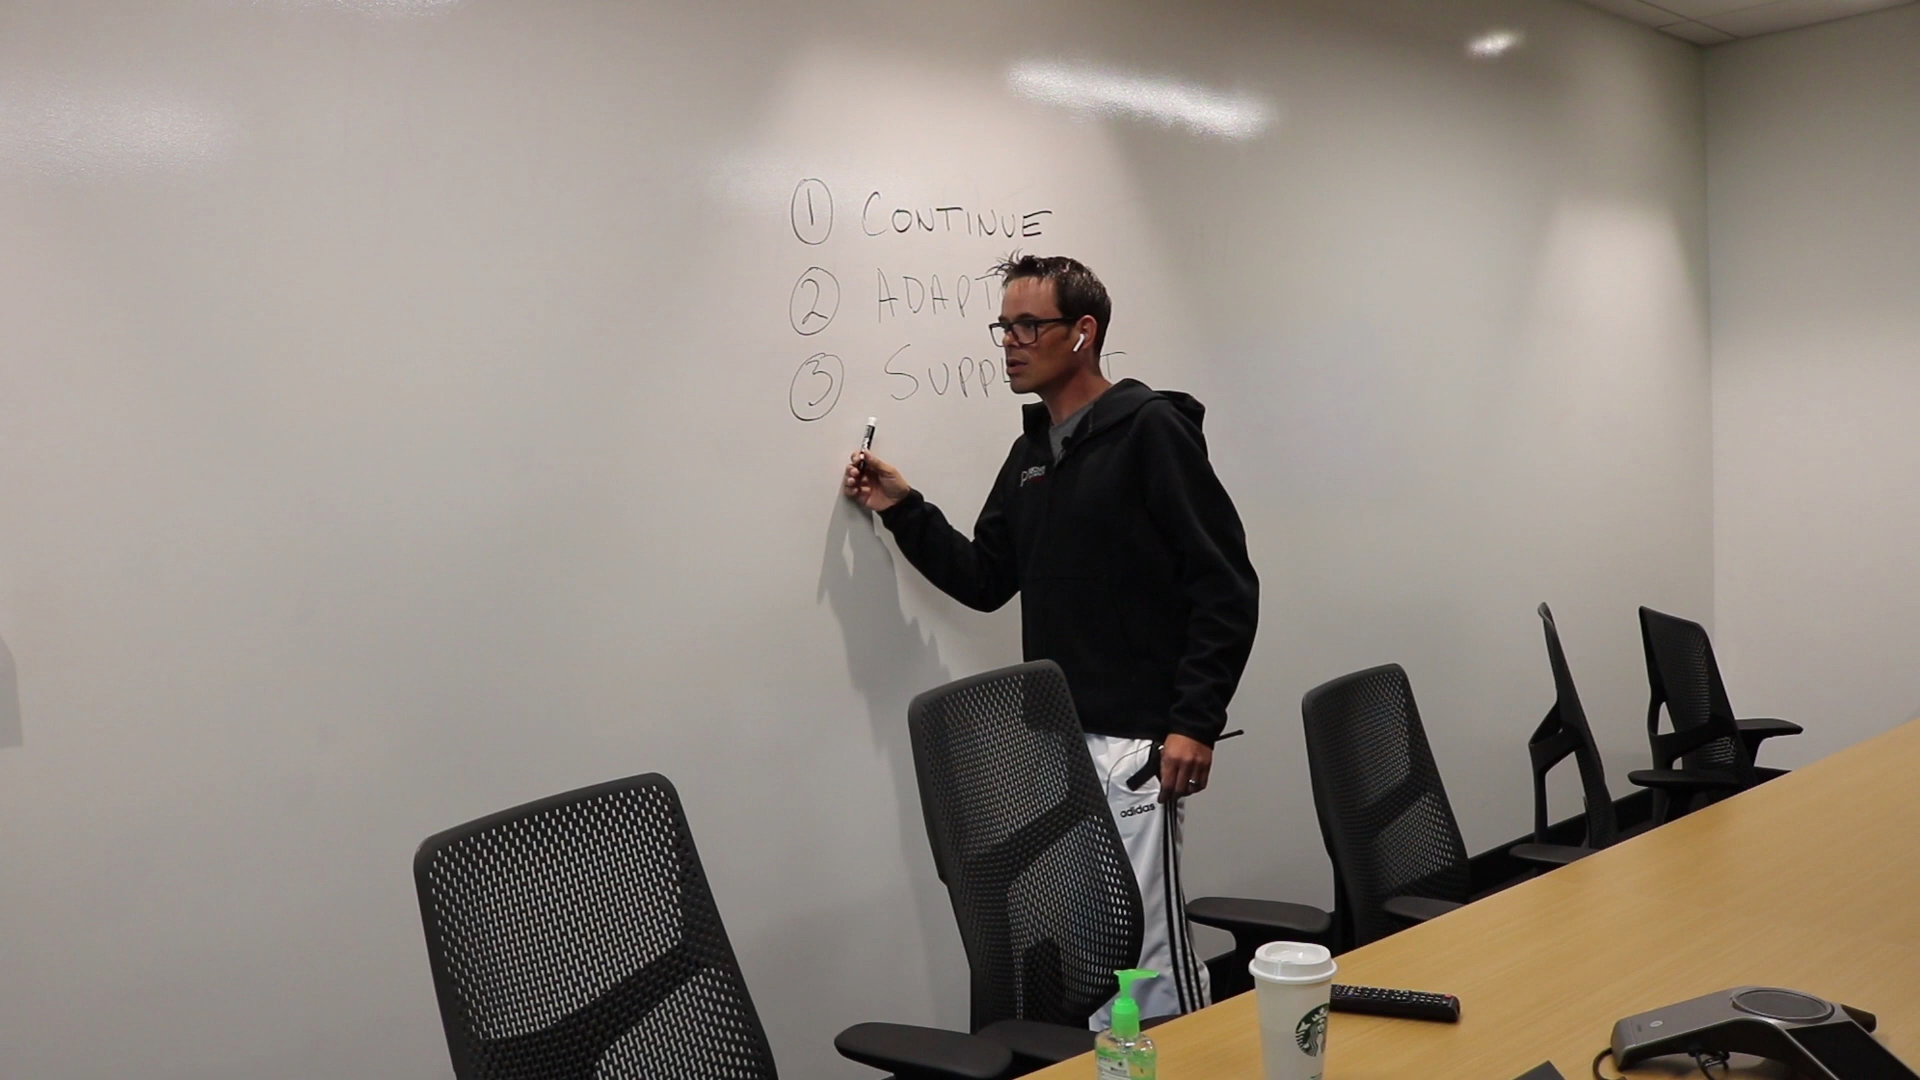 ① CONTINUE
② ADAPT
③
adidas